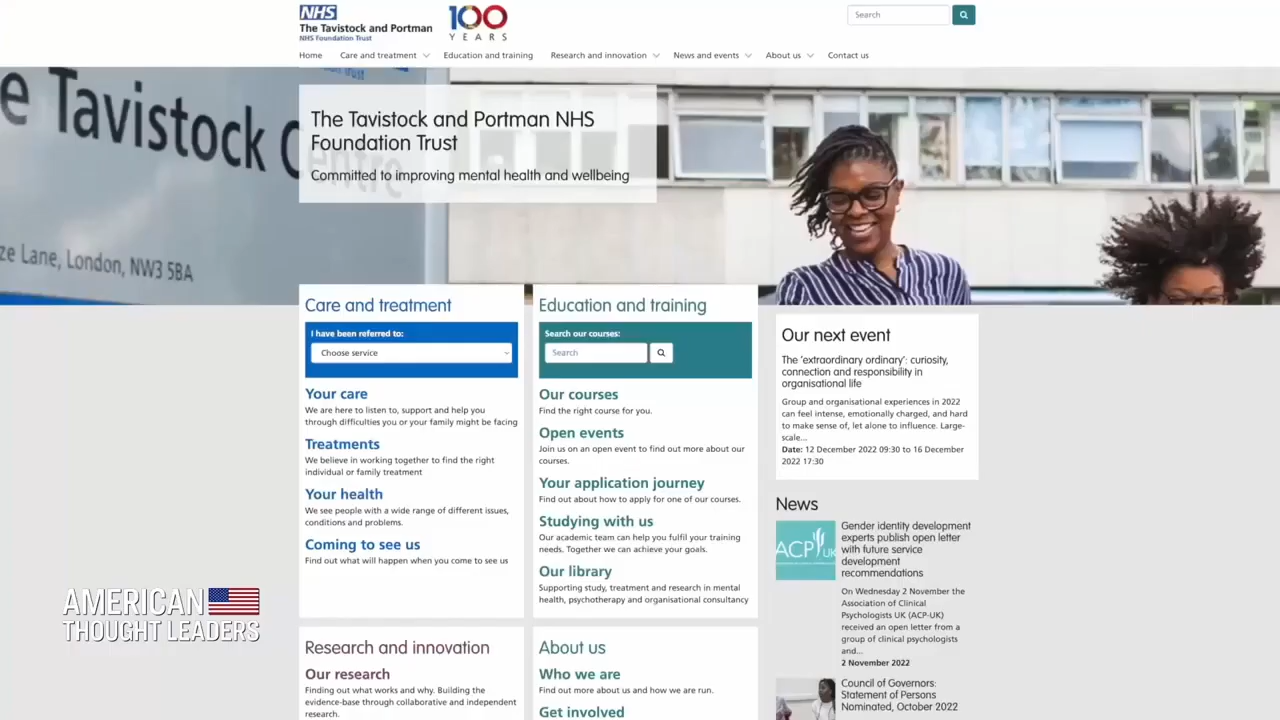 NHS
The Tavistock and Portman
NHS Foundation Trust
100
YEARS
Search
Home
Care and treatment
Education and training
Research and innovation
News and events
About us
Contact us
e Tavistock C entre
ze Lane, London, NW3 5BA
The Tavistock and Portman NHS
Foundation Trust
Committed to improving mental health and wellbeing
Care and treatment
I have been referred to:
Choose service
Your care
We are here to listen to, support and help you
through difficulties you or your family might be facing
Treatments
We believe in working together to find the right
individual or family treatment
Your health
We see people with a wide range of different issues,
conditions and problems.
Coming to see us
Find out what will happen when you come to see us
Education and training
Search our courses:
Search
Our courses
Find the right course for you.
Open events
Join us on an open event to find out more about our
courses.
Your application journey
Find out about how to apply for one of our courses.
Studying with us
Our academic team can help you fulfil your training
needs. Together we can achieve your goals.
Our library
Supporting study, treatment and research in mental
health, psychotherapy and organisational consultancy
Our next event
The ‘extraordinary ordinary’: curiosity,
connection and responsibility in
organisational life
Group and organisational experiences in 2022
can feel intense, emotionally charged, and hard
to make sense of, let alone to influence. Large-
scale...
Date: 12 December 2022 09:30 to 16 December
2022 17:30
News
ACP UK
Gender identity development
experts publish open letter
with future service
development
recommendations
On Wednesday 2 November the
Association of Clinical
Psychologists UK (ACP-UK)
received an open letter from a
group of clinical psychologists
and...
2 November 2022
Council of Governors:
Statement of Persons
Nominated, October 2022
Research and innovation
Our research
Finding out what works and why. Building the
evidence-base through collaborative and independent
research.
About us
Who we are
Find out more about us and how we are run.
Get involved
AMERICAN
THOUGHT LEADERS